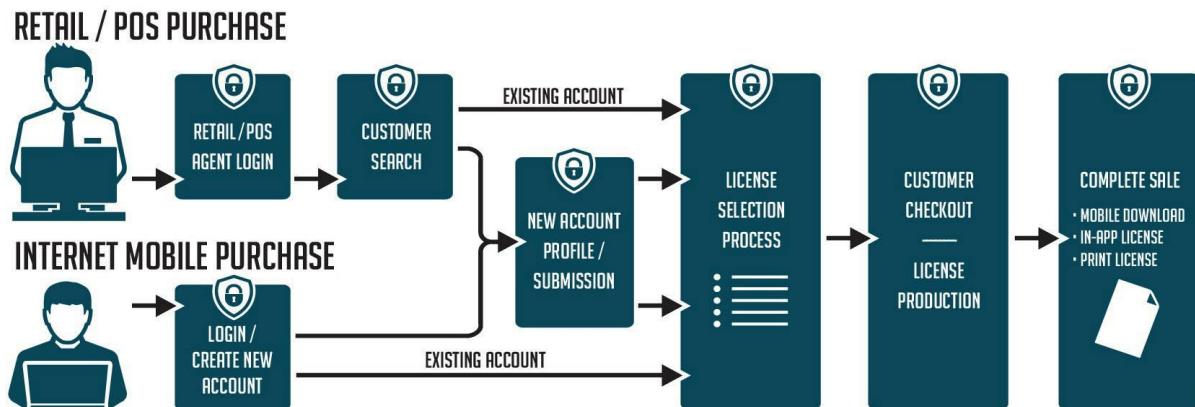 RETAIL / POS PURCHASE
RETAIL/POS
AGENT LOGIN
CUSTOMER
SEARCH
EXISTING ACCOUNT
NEW ACCOUNT
PROFILE /
SUBMISSION
INTERNET MOBILE PURCHASE
LOGIN /
CREATE NEW
ACCOUNT
EXISTING ACCOUNT
LICENSE
SELECTION
PROCESS
CUSTOMER
CHECKOUT
LICENSE
PRODUCTION
COMPLETE SALE
• MOBILE DOWNLOAD
• IN-APP LICENSE
• PRINT LICENSE